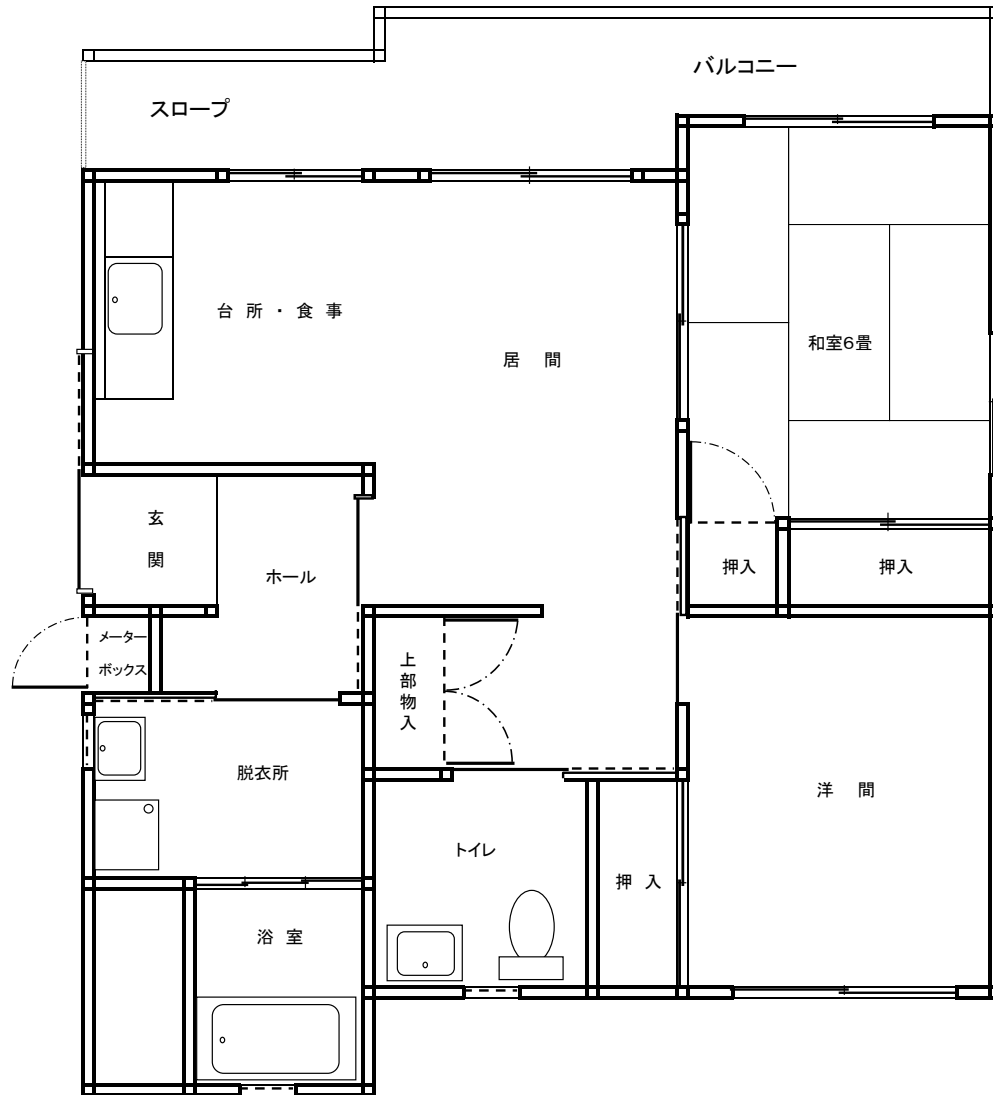 バルコニー
スロープ
台所・食事
居間
和室6畳
玄
関
ホール
押入
押入
メーター
ボックス
上
部
物
入
脱衣所
洋間
トイレ
押入
浴室